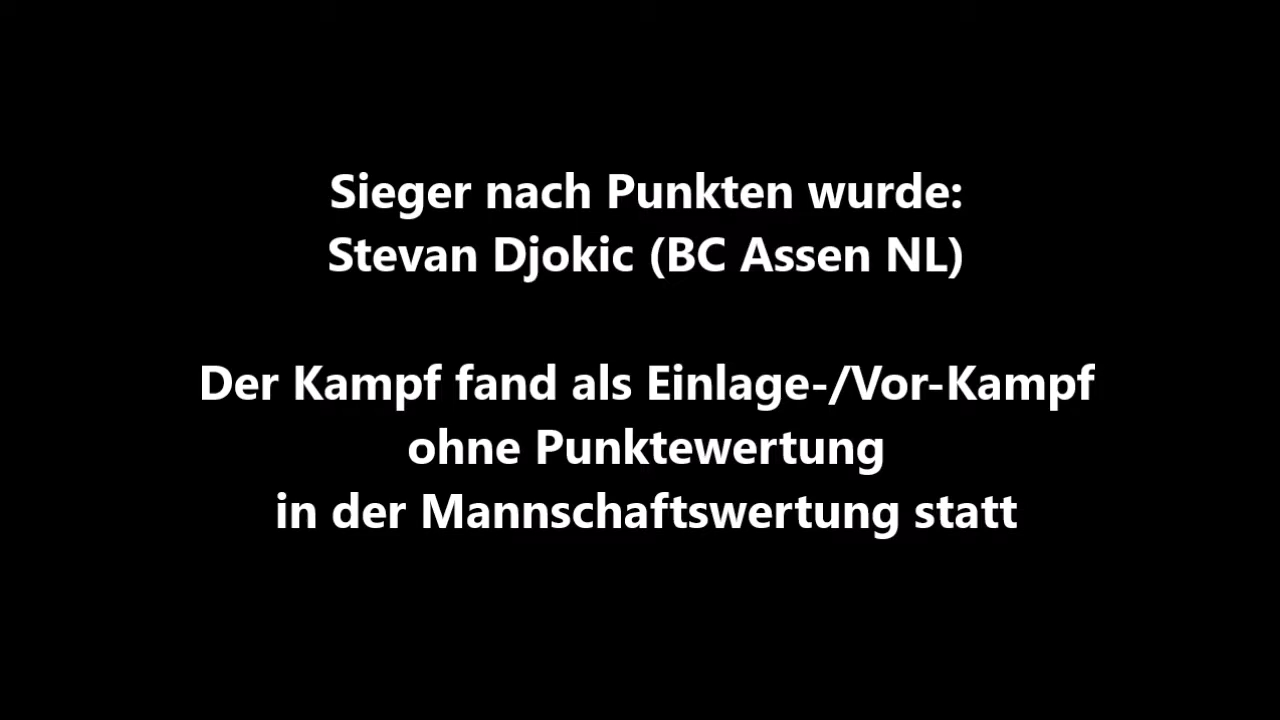 Sieger nach Punkten wurde:
Stevan Djokic (BC Assen NL)
Der Kampf fand als Einlage-/Vor-Kampf
ohne Punktewertung
in der Mannschaftswertung statt